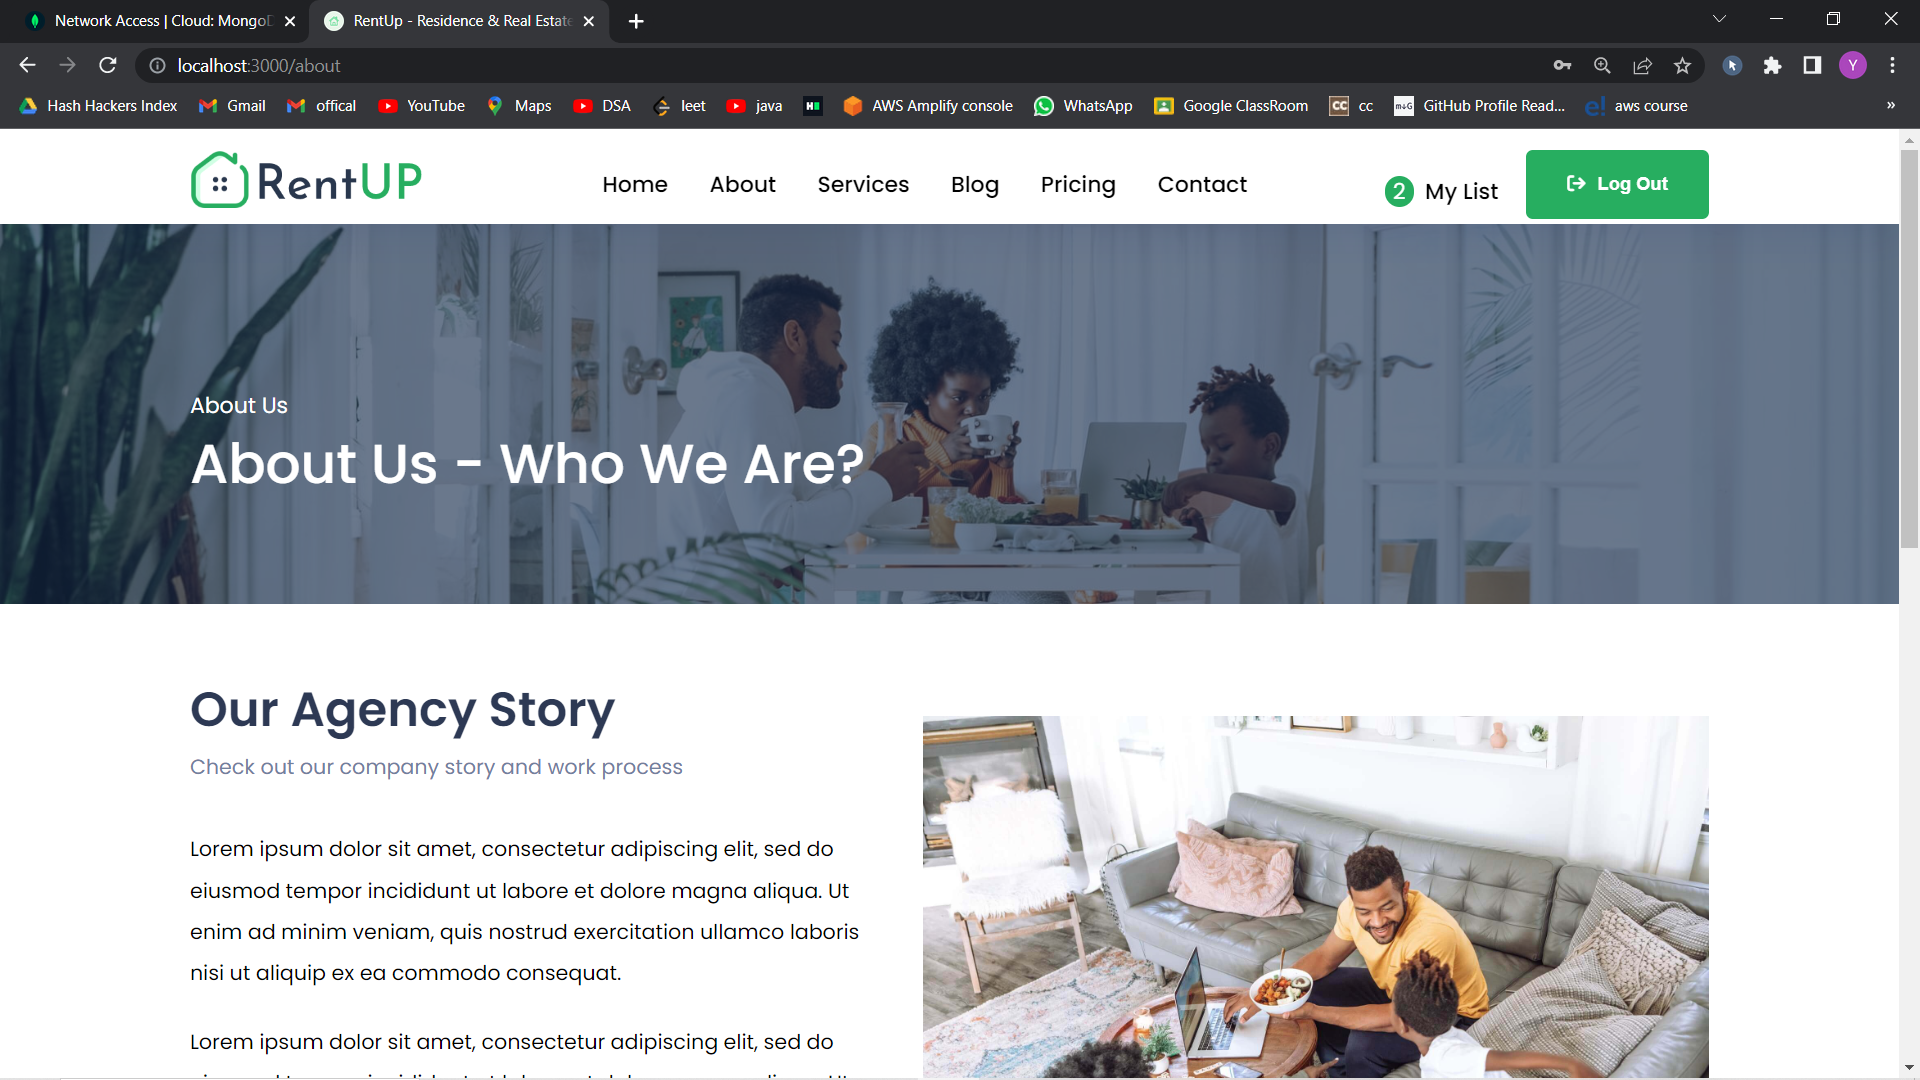 Network Access | Cloud: MongoD
RentUp - Residence & Real Estate
localhost:3000/about
Y
Hash Hackers Index
Gmail
offical
YouTube
Maps
DSA
leet
java
AWS Amplify console
WhatsApp
Google ClassRoom
CC cc
M↓G GitHub Profile Read...
e! aws course
»
RentUP
Home
About
Services
Blog
Pricing
Contact
2 My List
Log Out
About Us
About Us - Who We Are?
Our Agency Story
Check out our company story and work process
Lorem ipsum dolor sit amet, consectetur adipiscing elit, sed do
eiusmod tempor incididunt ut labore et dolore magna aliqua. Ut
enim ad minim veniam, quis nostrud exercitation ullamco laboris
nisi ut aliquip ex ea commodo consequat.
Lorem ipsum dolor sit amet, consectetur adipiscing elit, sed do